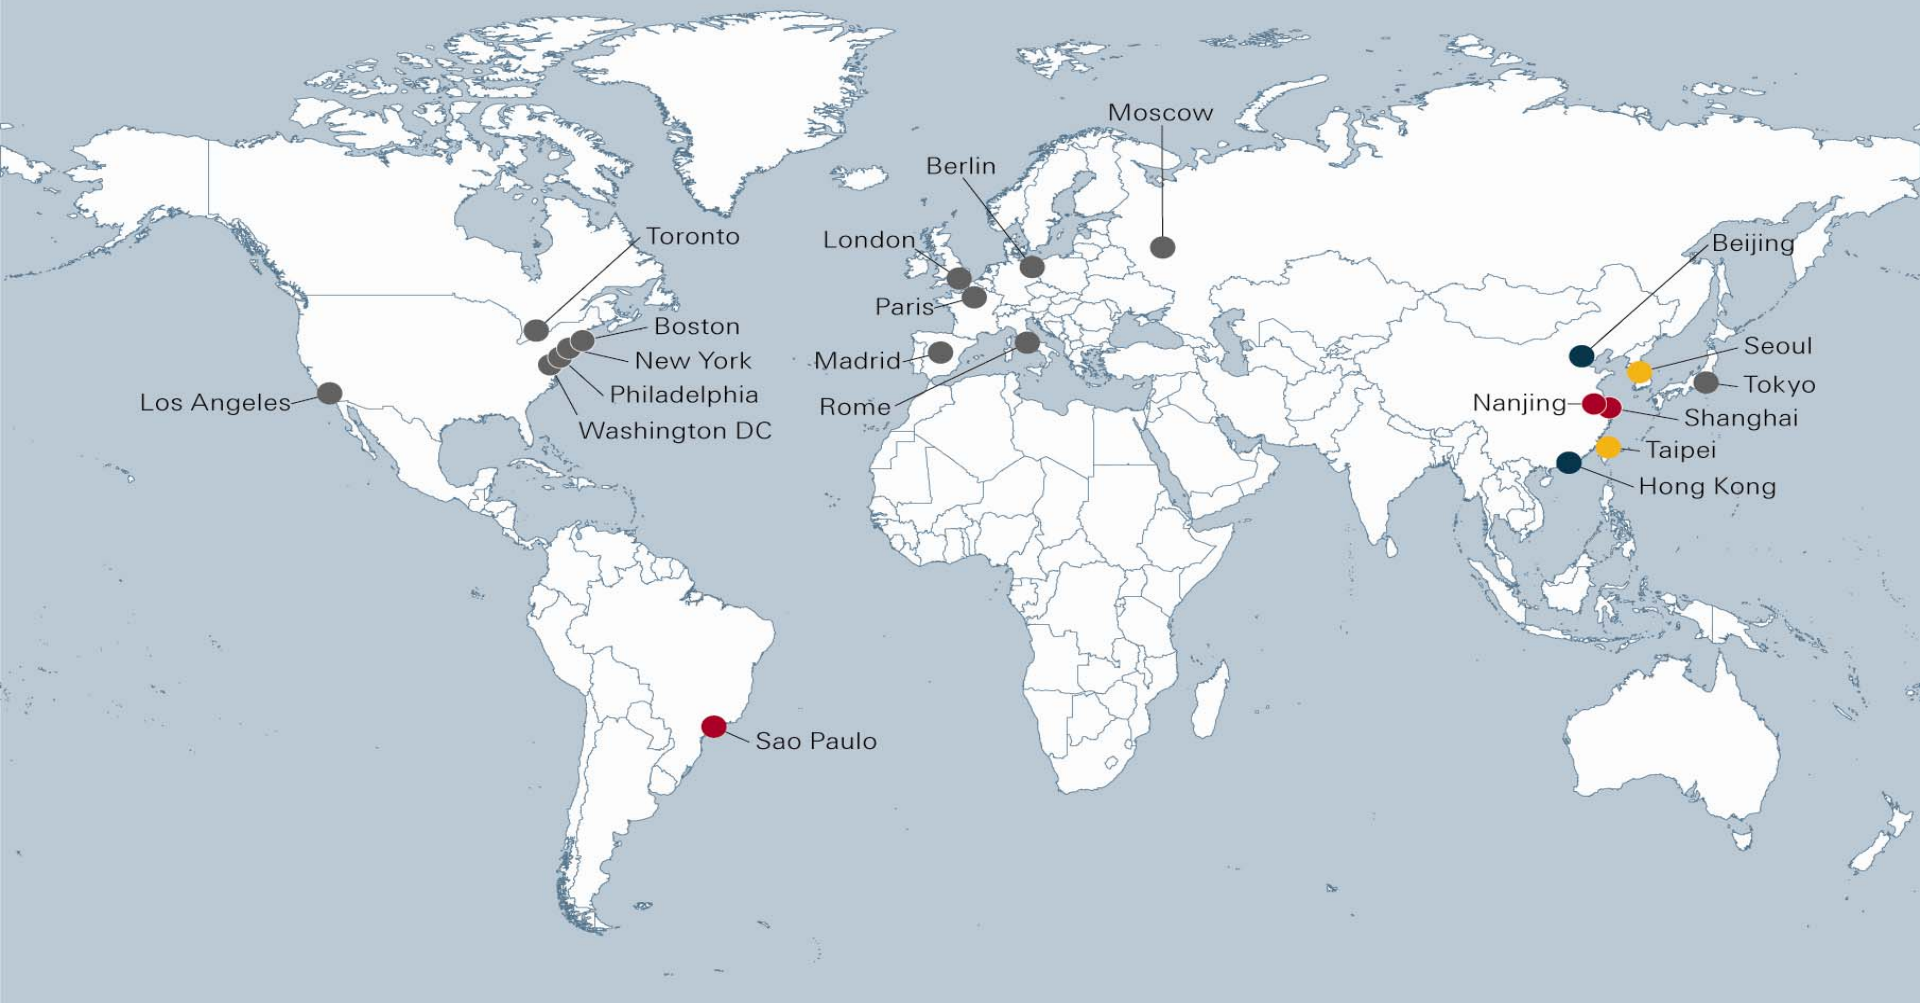 Moscow
Berlin
Toronto
London
Beijing
Paris
Boston
New York
Seoul
Madrid
Tokyo
Philadelphia
Los Angeles
Rome
Nanjing
Shanghai
Washington DC
Taipei
Hong Kong
Sao Paulo